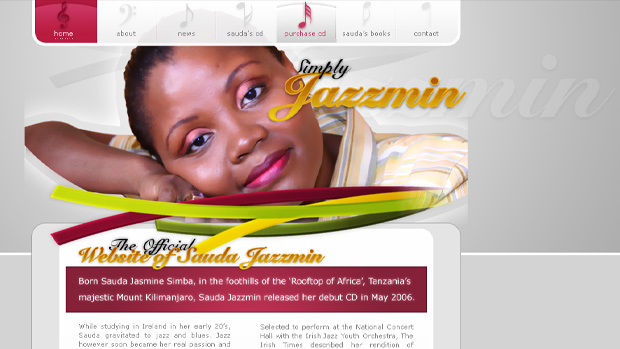 home about news sauda's cd purchase cd sauda's books contact
Simply
Jazzmin
The Official
Website of Sauda Jazzmin
Born Sauda Jasmine Simba, in the foothills of the ‘Rooftop of Africa’, Tanzania's
majestic Mount Kilimanjaro, Sauda Jazzmin released her debut CD in May 2006.
While studying in Ireland in her early 20's,
Sauda gravitated to jazz and blues. Jazz
however soon became her real passion and
Selected to perform at the National Concert
Hall with the Irish Jazz Youth Orchestra, The
Irish Times described her rendition of